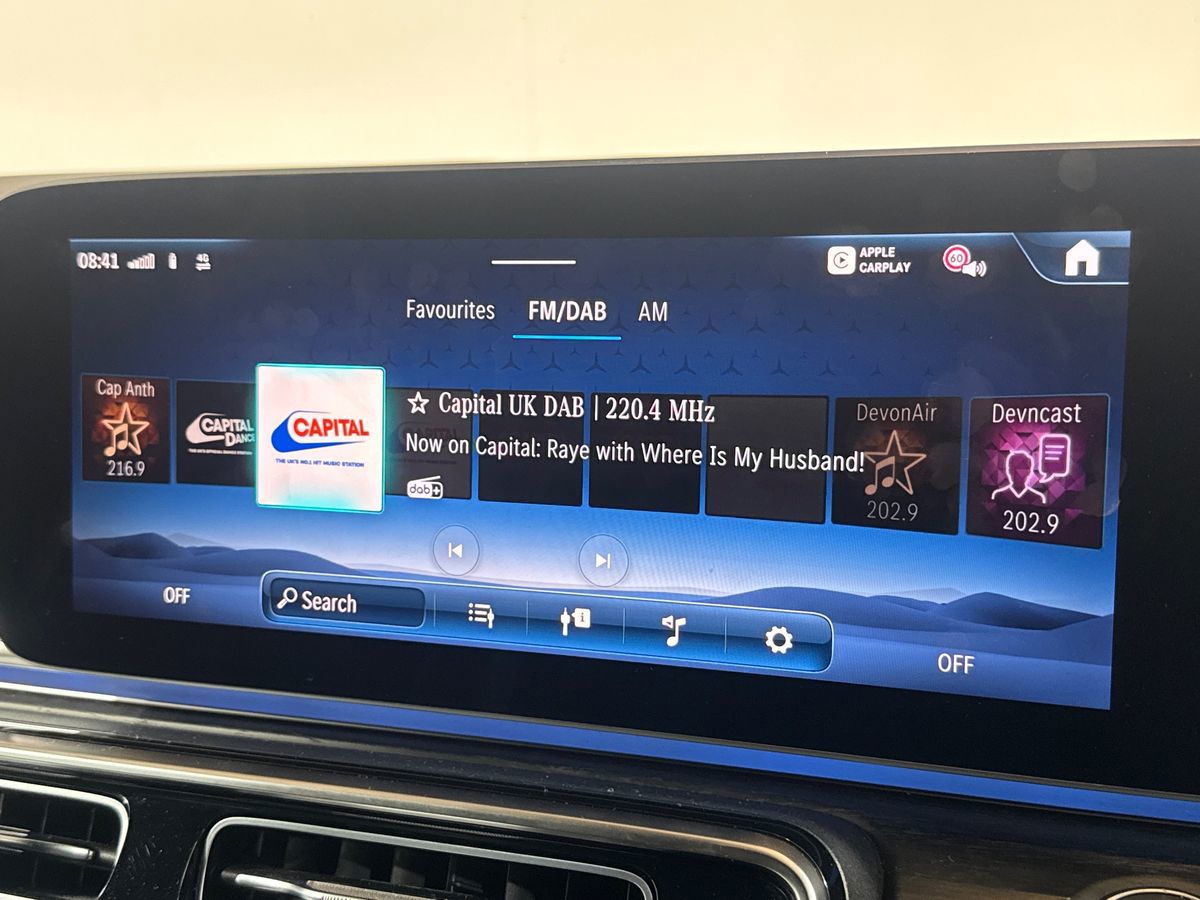 08:41
4G
APPLE
CARPLAY
60
Favourites
FM/DAB
AM
Cap Anth
216.9
CAPITAL
DANCE
CAPITAL
THE UK'S NO.1 HIT MUSIC STATION
Capital UK DAB | 220.4 MHz
Now on Capital: Raye with Where Is My Husband!
dab+
DevonAir
202.9
Devncast
202.9
OFF
Search
OFF